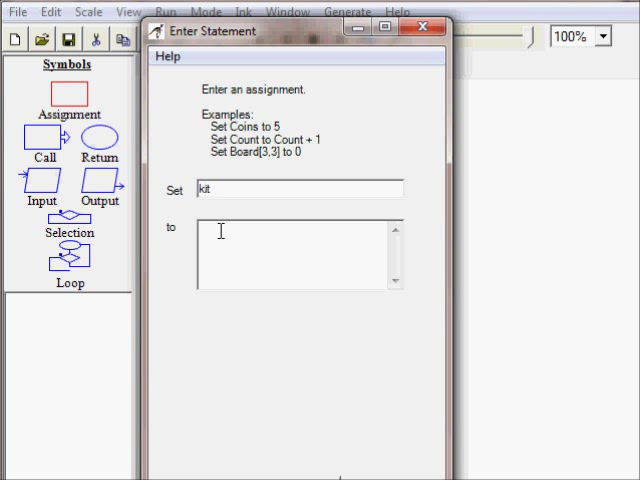 File Edit Scale View Run Mode Ink Window Generate Help
Enter Statement
100%
Help
Symbols
Assignment
Call Return
Input Output
Selection
Loop
Enter an assignment.
Examples:
Set Coins to 5
Set Count to Count + 1
Set Board[3,3] to 0
Set kit
to